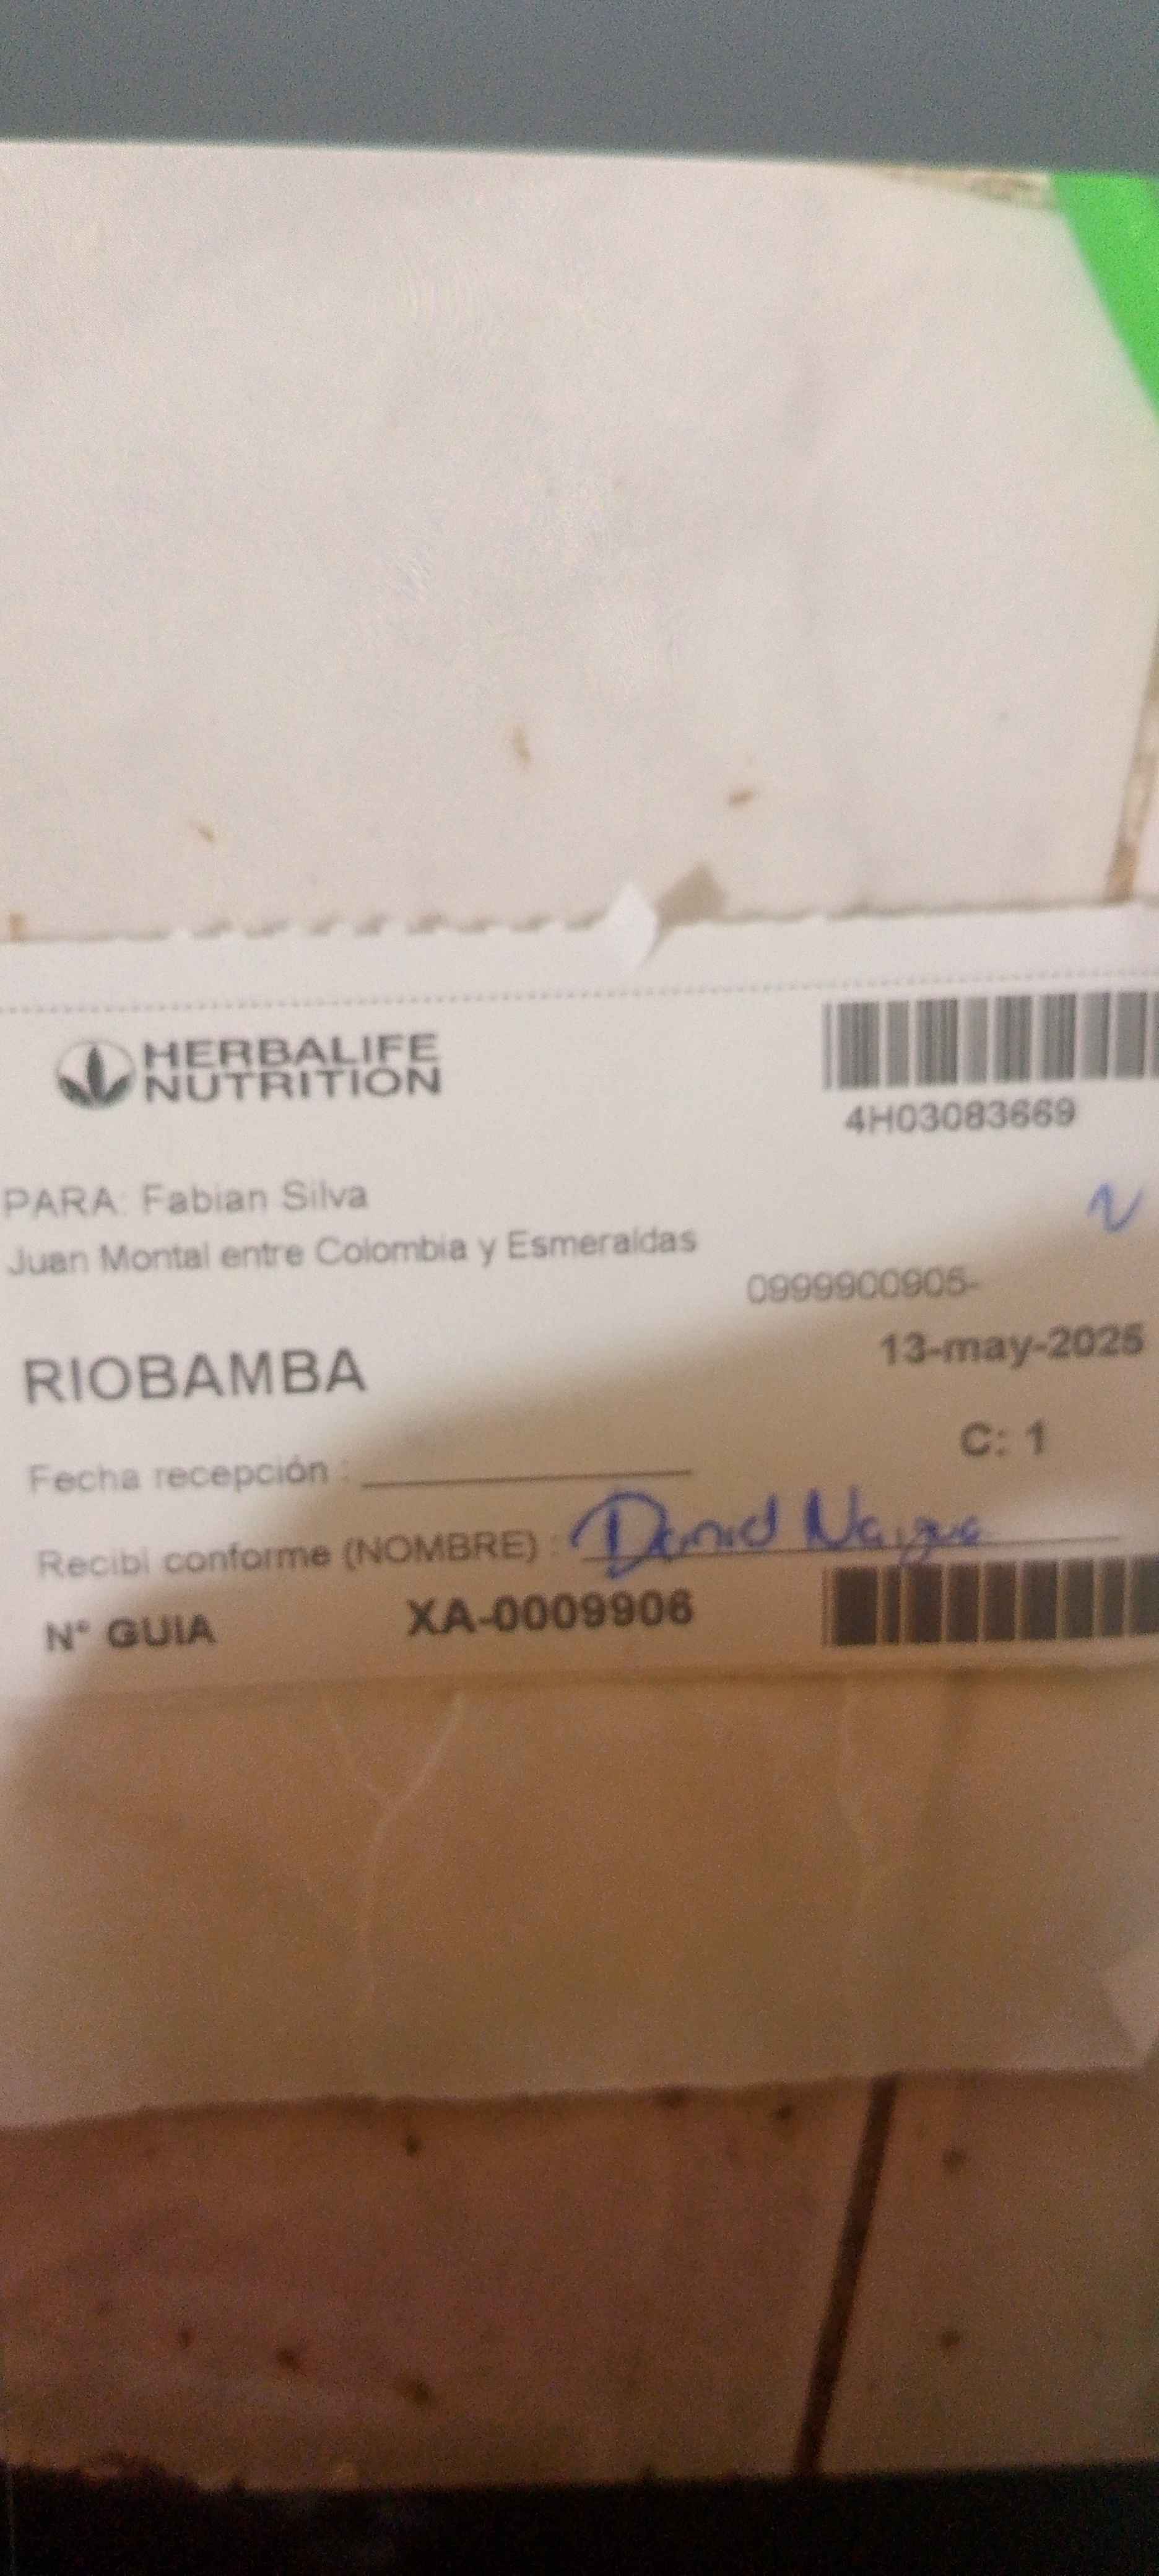 HERBALIFE
NUTRITION
4H03083669
PARA: Fabian Silva
Juan Montal entre Colombia y Esmeraldas
0999900905-
RIOBAMBA
13-may-2025
C: 1
Fecha recepción :
Recibi conforme (NOMBRE) : David
N° GUIA XA-0009906